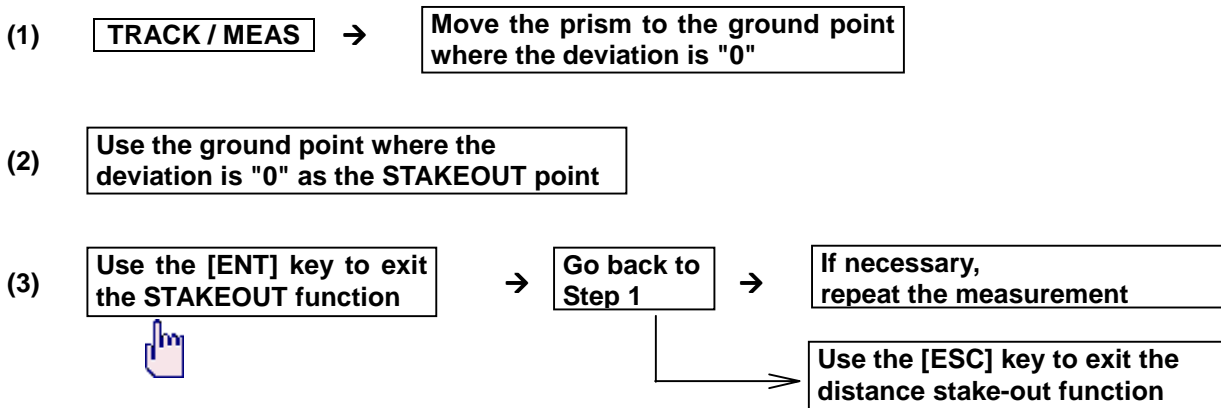 (1) TRACK / MEAS → Move the prism to the ground point
where the deviation is "0"
(2) Use the ground point where the
deviation is "0" as the STAKEOUT point
(3) Use the [ENT] key to exit
the STAKEOUT function
→ Go back to
Step 1
→ If necessary,
repeat the measurement
Use the [ESC] key to exit the
distance stake-out function